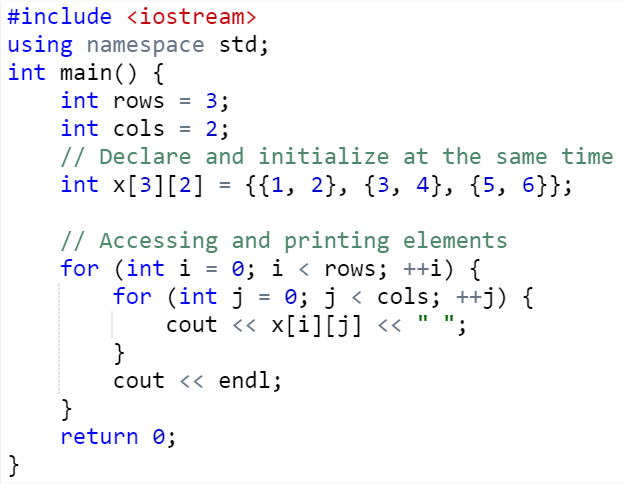 #include <iostream>
using namespace std;
int main() {
    int rows = 3;
    int cols = 2;
    // Declare and initialize at the same time
    int x[3][2] = {{1, 2}, {3, 4}, {5, 6}};

    // Accessing and printing elements
    for (int i = 0; i < rows; ++i) {
        for (int j = 0; j < cols; ++j) {
            cout << x[i][j] << " ";
        }
        cout << endl;
    }
    return 0;
}